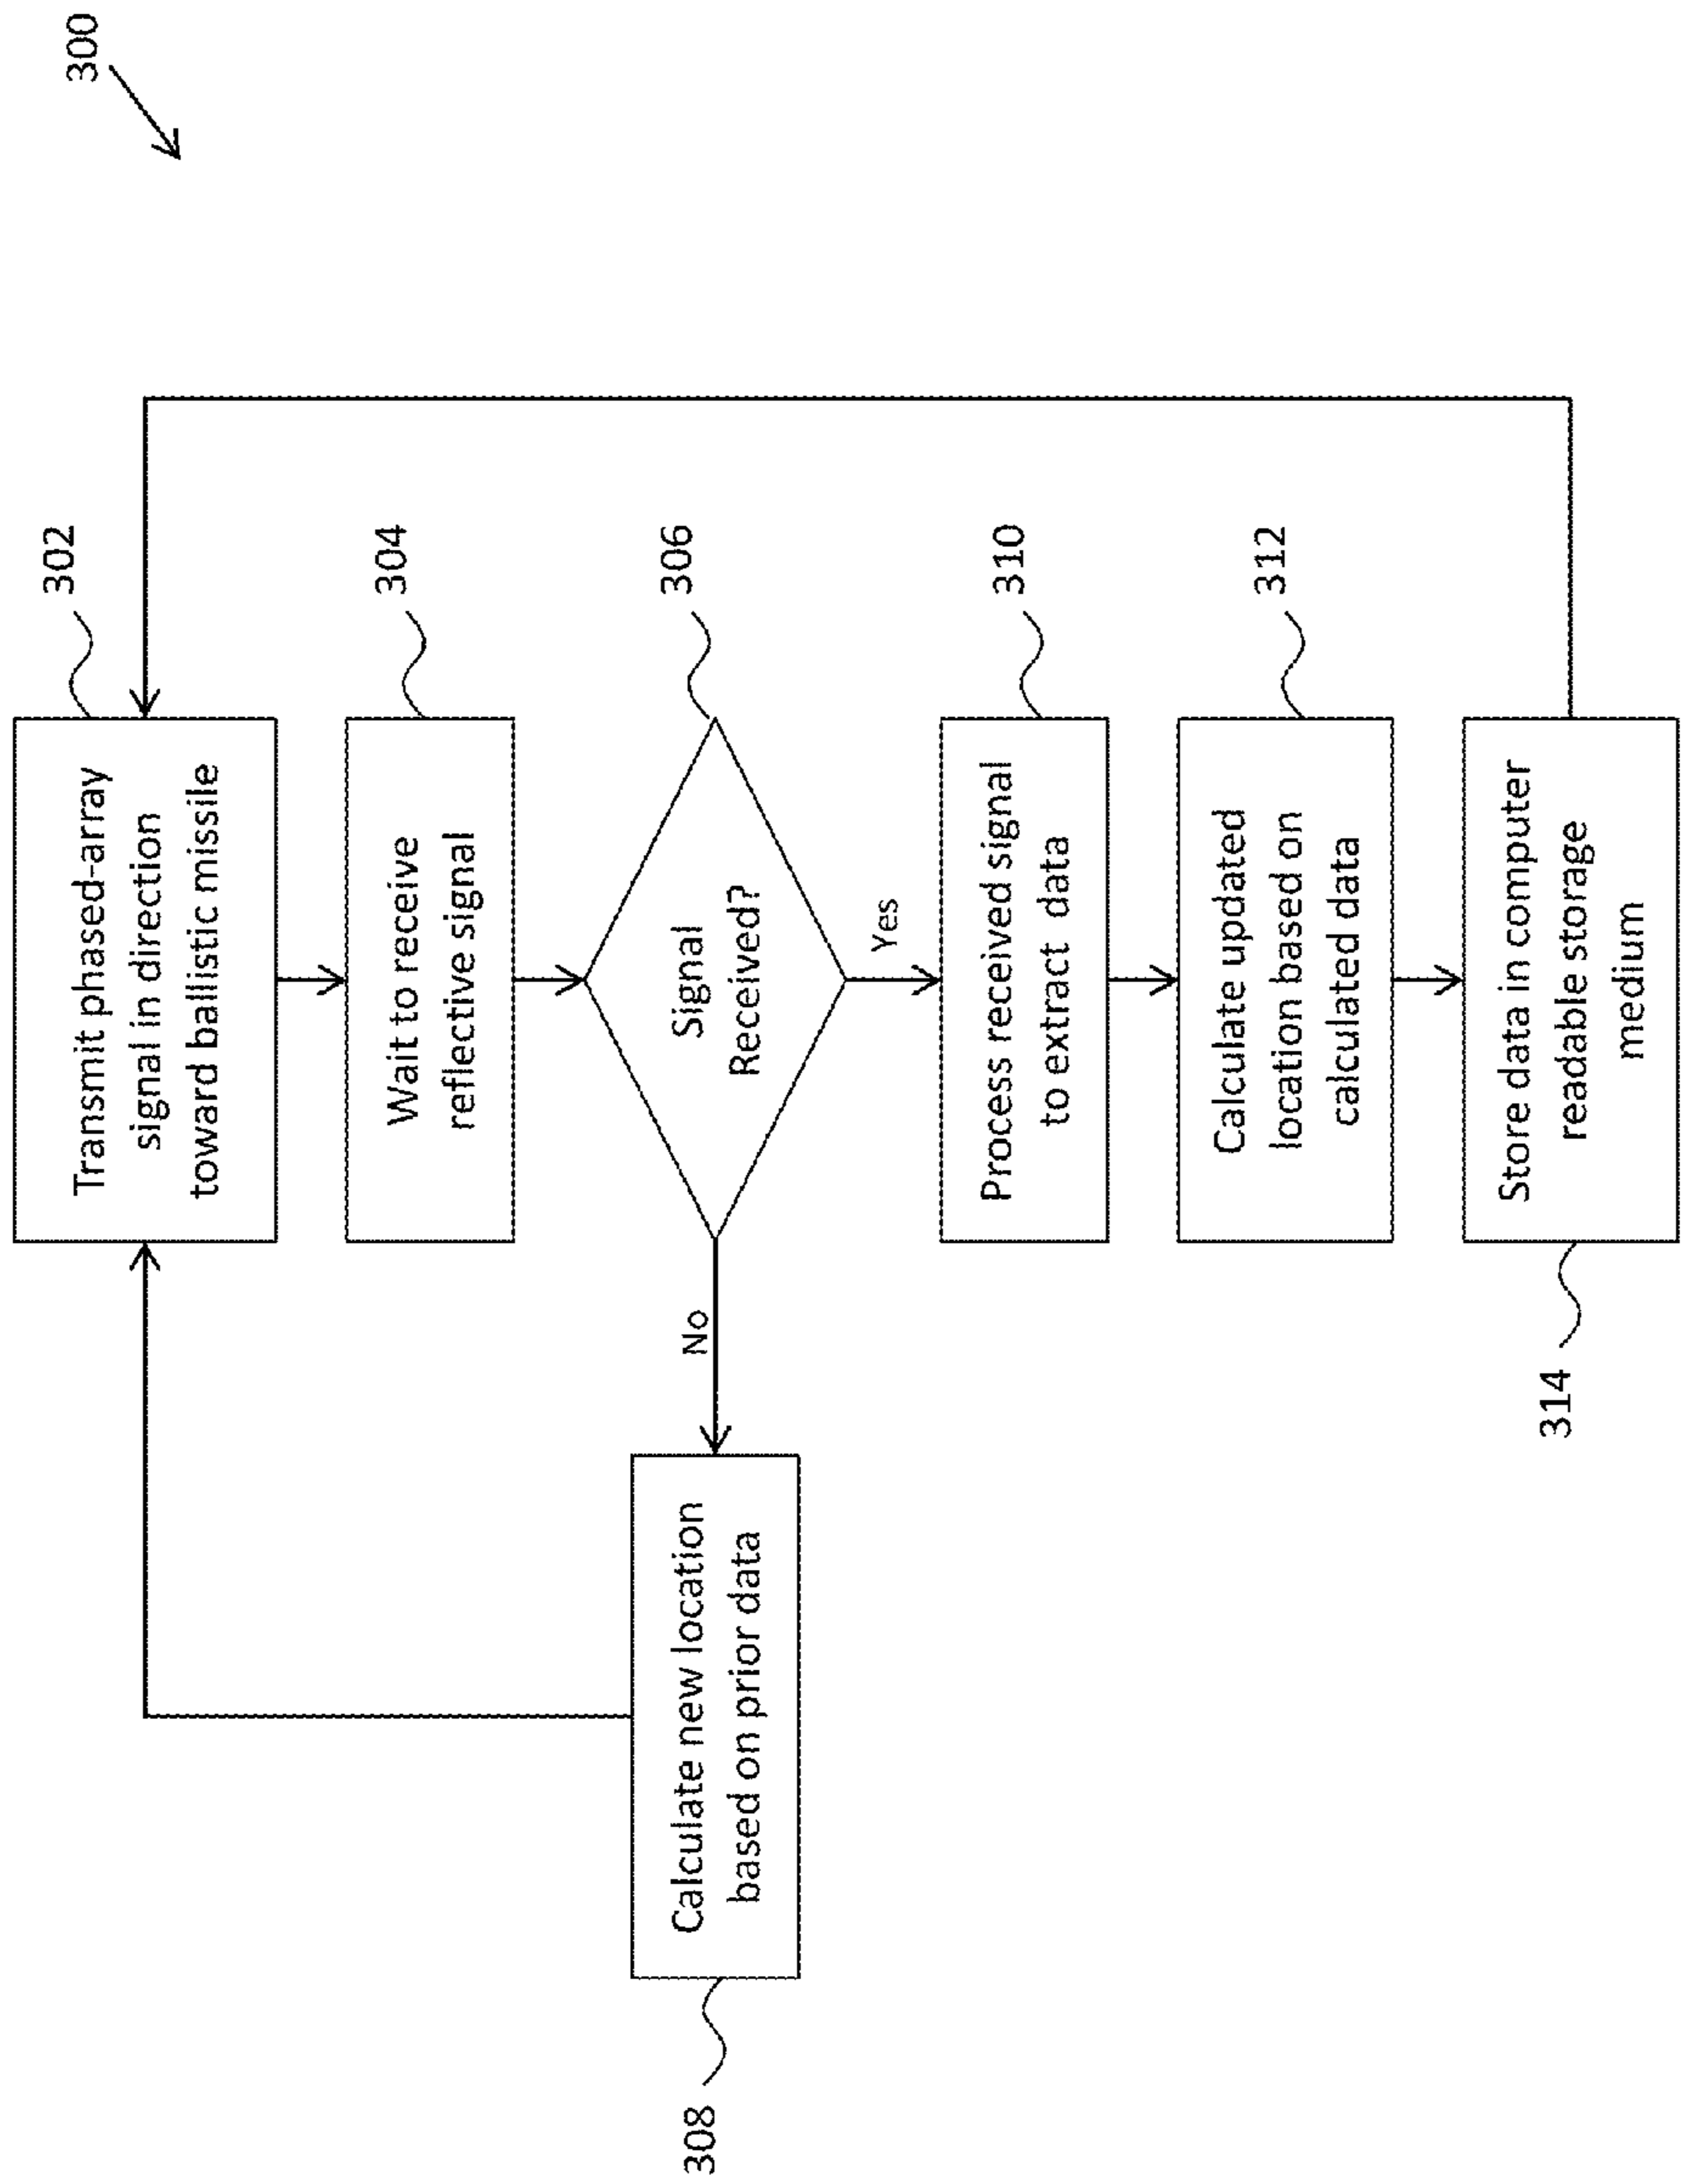 300
302
Transmit phased-array
signal in direction
toward ballistic missile
304
Wait to receive
reflective signal
306
Signal
Received?
No
Yes
308
Calculate new location
based on prior data
310
Process received signal
to extract data
312
Calculate updated
location based on
calculated data
314
Store data in computer
readable storage
medium